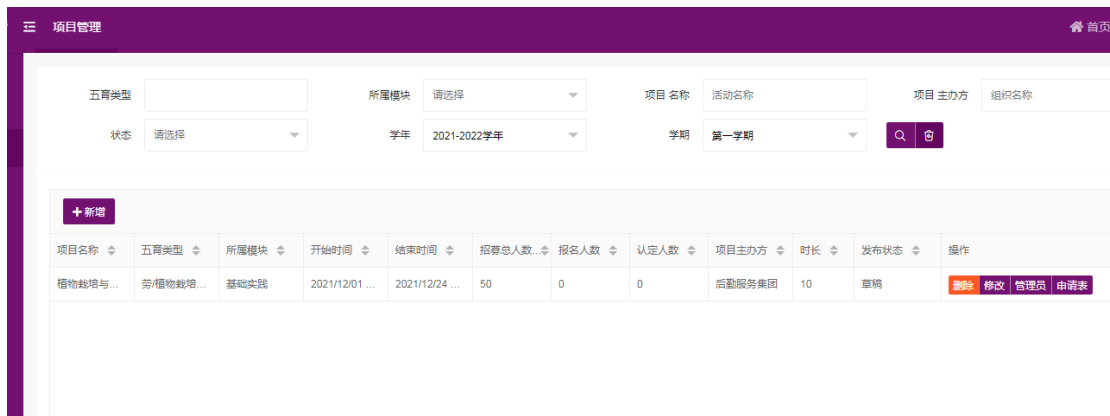 项目管理 首页
五育类型 所属模块 请选择 项目 名称 活动名称 项目 主办方 组织名称
状态 请选择 学年 2021-2022学年 学期 第一学期
新增
项目名称 五育类型 所属模块 开始时间 结束时间 招募总人数... 报名人数 认定人数 项目主办方 时长 发布状态 操作
植物栽培与... 劳/植物栽培... 基础实践 2021/12/01 ... 2021/12/24 ... 50 0 0 后勤服务集团 10 草稿 删除 修改 管理员 申请表